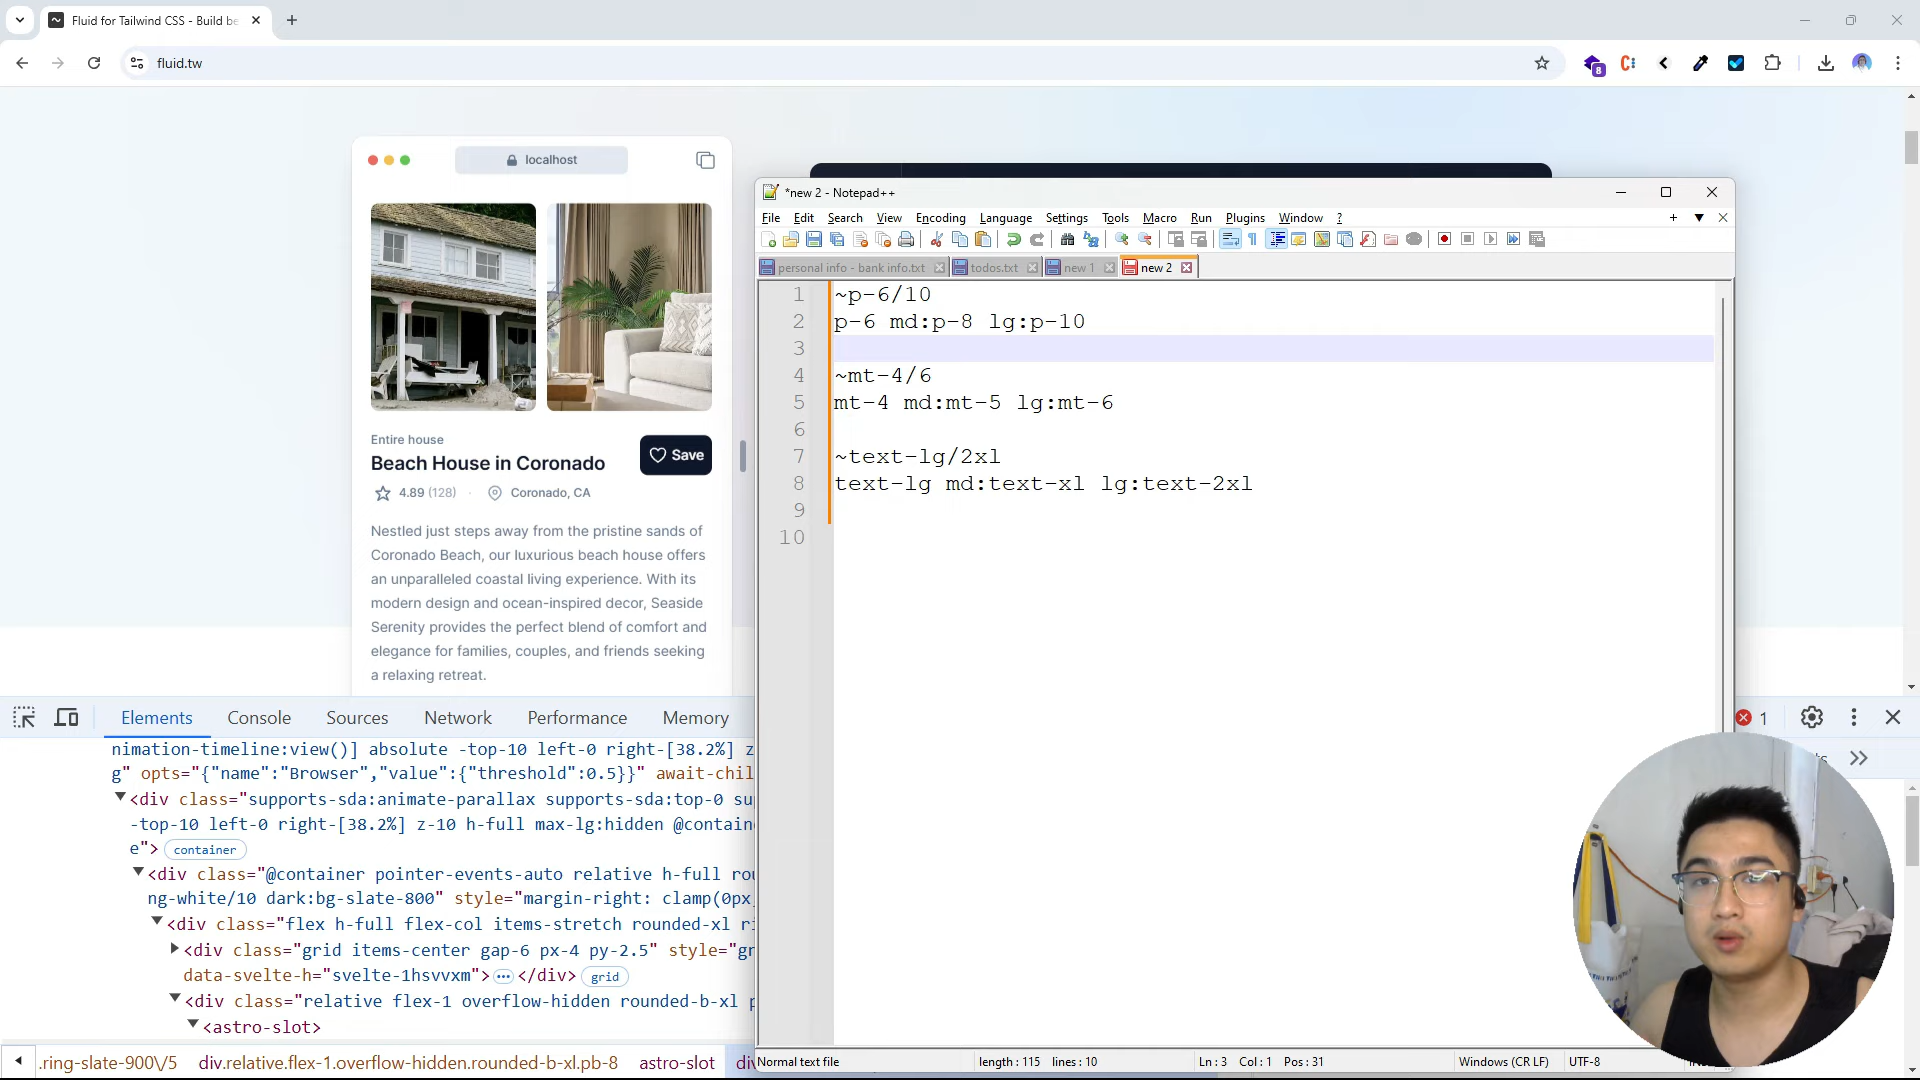 Fluid for Tailwind CSS - Build be
fluid.tw
8
localhost
Entire house
Beach House in Coronado
Save
4.89 (128) · Coronado, CA
Nestled just steps away from the pristine sands of
Coronado Beach, our luxurious beach house offers
an unparalleled coastal living experience. With its
modern design and ocean-inspired decor, Seaside
Serenity provides the perfect blend of comfort and
elegance for families, couples, and friends seeking
a relaxing retreat.
*new 2 - Notepad++
File Edit Search View Encoding Language Settings Tools Macro Run Plugins Window ?
personal info - bank info.txt todos.txt new 1 new 2
1 ~p-6/10
2 p-6 md:p-8 lg:p-10
3
4 ~mt-4/6
5 mt-4 md:mt-5 lg:mt-6
6
7 ~text-lg/2xl
8 text-lg md:text-xl lg:text-2xl
9
10
Normal text file length : 115 lines : 10 Ln : 3 Col : 1 Pos : 31 Windows (CR LF) UTF-8
Elements Console Sources Network Performance Memory
1
nimation-timeline:view()] absolute -top-10 left-0 right-[38.2%] z
g" opts="{"name":"Browser","value":{"threshold":0.5}}" await-chil
<div class="supports-sda:animate-parallax supports-sda:top-0 su
-top-10 left-0 right-[38.2%] z-10 h-full max-lg:hidden @contain
e"> container
<div class="@container pointer-events-auto relative h-full rou
ng-white/10 dark:bg-slate-800" style="margin-right: clamp(0px,
<div class="flex h-full flex-col items-stretch rounded-xl ri
<div class="grid items-center gap-6 px-4 py-2.5" style="gr
data-svelte-h="svelte-1hsvvxm"> ⋯ </div> grid
<div class="relative flex-1 overflow-hidden rounded-b-xl p
<astro-slot>
.ring-slate-900\/5 div.relative.flex-1.overflow-hidden.rounded-b-xl.pb-8 astro-slot div